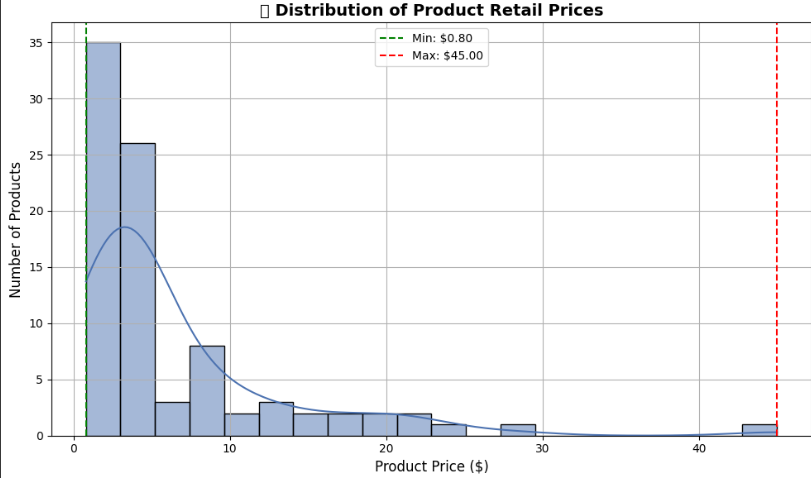 ▯ Distribution of Product Retail Prices
Min: $0.80
Max: $45.00
Number of Products
35
30
25
20
15
10
5
0
0 10 20 30 40
Product Price ($)